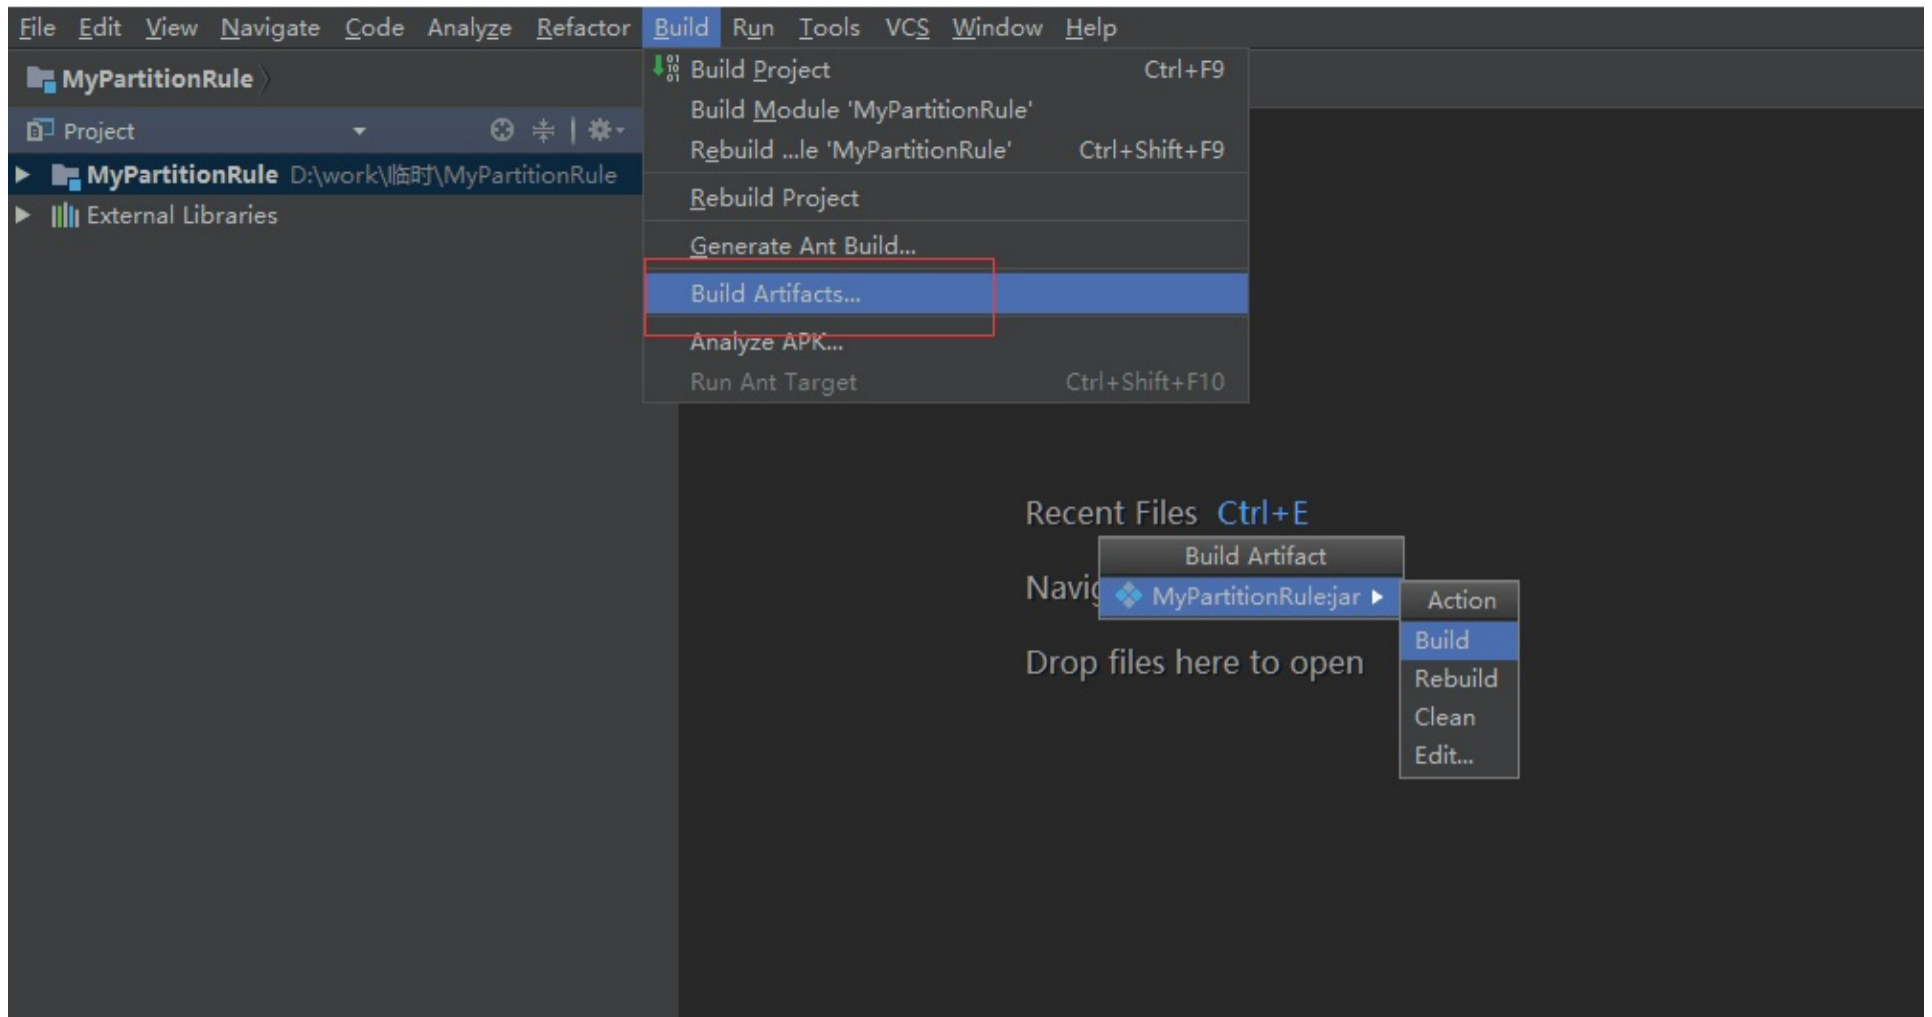 File Edit View Navigate Code Analyze Refactor Build Run Tools VCS Window Help
MyPartitionRule
Project
MyPartitionRule D:\work\临时\MyPartitionRule
External Libraries
Build Project Ctrl+F9
Build Module 'MyPartitionRule'
Rebuild ...le 'MyPartitionRule' Ctrl+Shift+F9
Rebuild Project
Generate Ant Build...
Build Artifacts...
Analyze APK...
Run Ant Target Ctrl+Shift+F10
Recent Files Ctrl+E
Build Artifact
MyPartitionRule:jar
Drop files here to open
Action
Build
Rebuild
Clean
Edit...